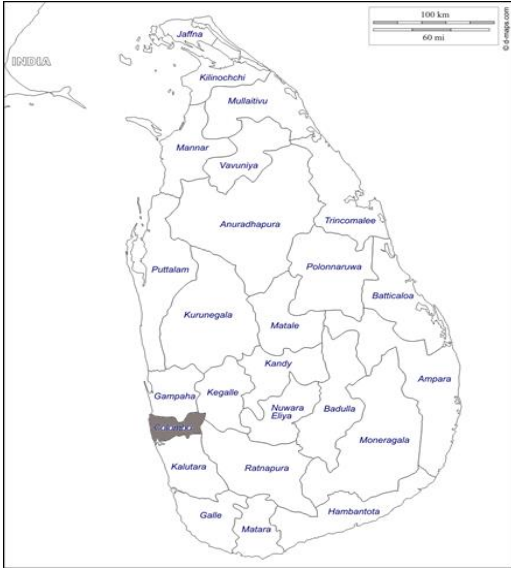 100 km
60 mi
© d-maps.com
INDIA
Jaffna
Kilinochchi
Mullaitivu
Mannar
Vavuniya
Trincomalee
Anuradhapura
Polonnaruwa
Puttalam
Batticaloa
Kurunegala
Matale
Kandy
Ampara
Gampaha
Kegalle
Nuwara
Eliya
Badulla
Colombo
Moneragala
Kalutara
Ratnapura
Galle
Hambantota
Matara